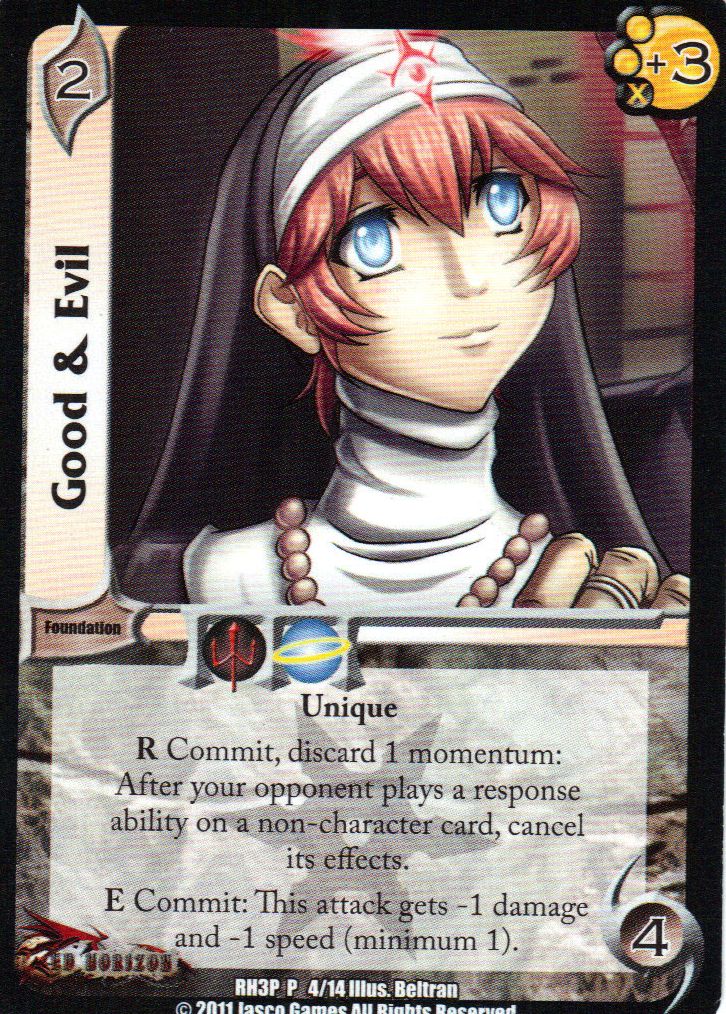 2
+3
X
Good & Evil
Foundation
Unique
R Commit, discard 1 momentum:
After your opponent plays a response
ability on a non-character card, cancel
its effects.
E Commit: This attack gets -1 damage
and -1 speed (minimum 1).
4
RED HORIZON
RH3P P 4/14 Illus. Beltran
© 2011 Jasco Games All Rights Reserved